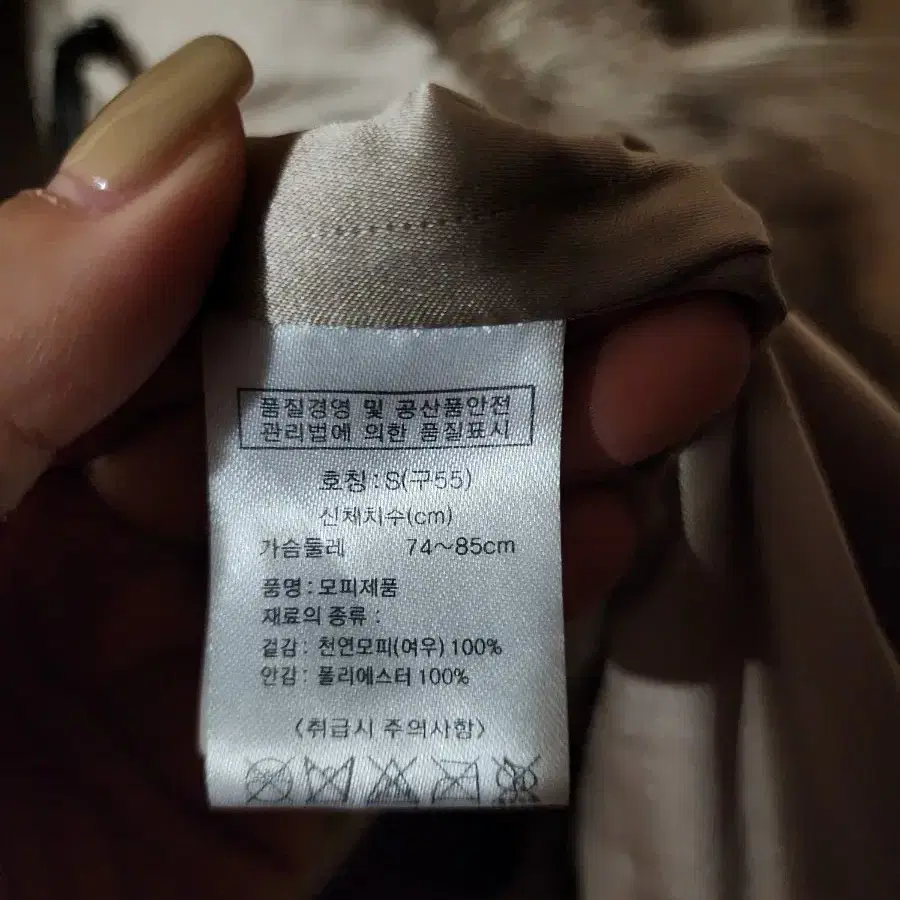 품질경영 및 공산품안전
관리법에 의한 품질표시
호칭:S(구55)
신체치수(cm)
가슴둘레 74~85cm
품명:모피제품
재료의 종류:
겉감: 천연모피(여우) 100%
안감: 폴리에스터 100%
<취급시 주의사항>